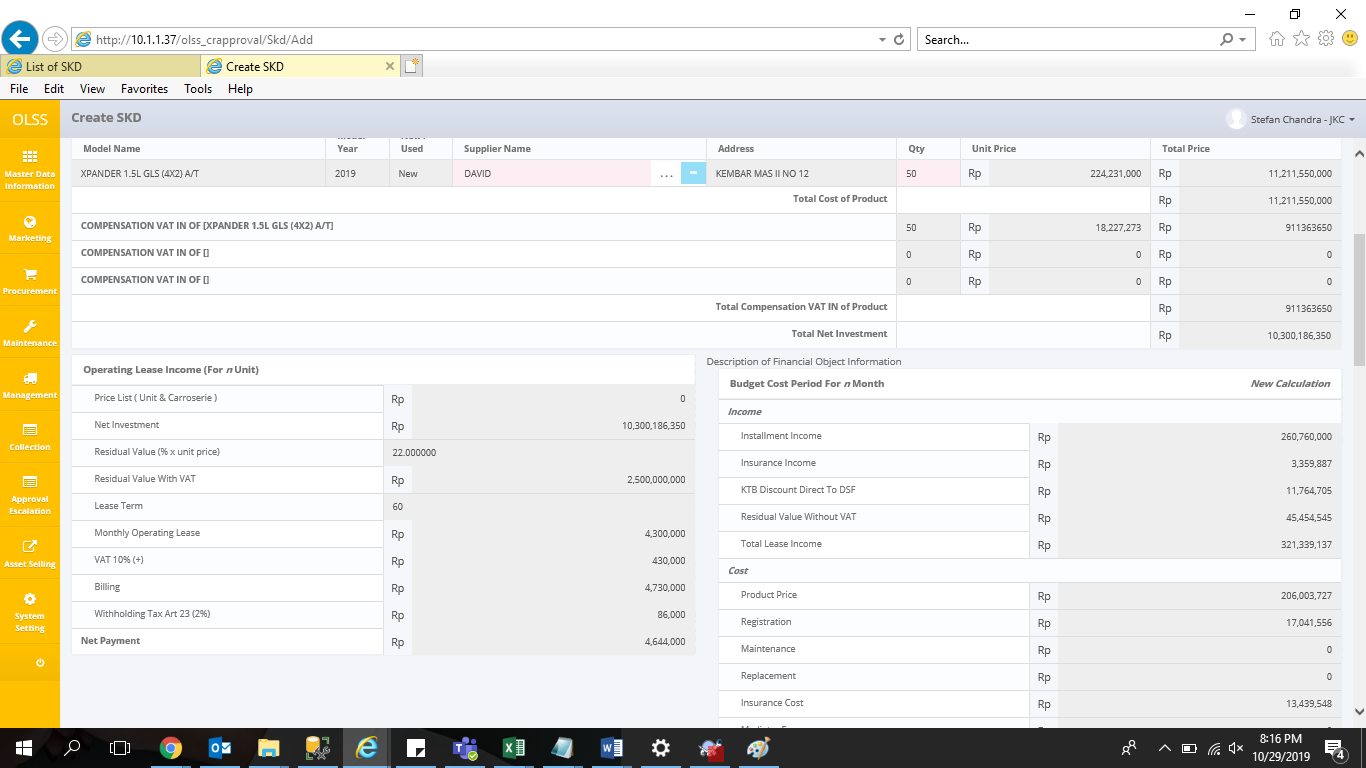 http://10.1.1.37/olss_crapproval/Skd/Add
Search...
List of SKD
Create SKD
File Edit View Favorites Tools Help
OLSS
Create SKD
Stefan Chandra - JKC
Master Data Information
Marketing
Procurement
Maintenance
Management
Collection
Approval Escalation
Asset Selling
System Setting
Model Name Year Used Supplier Name Address Qty Unit Price Total Price
XPANDER 1.5L GLS (4X2) A/T 2019 New DAVID ... KEMBAR MAS II NO 12 50 Rp 224,231,000 Rp 11,211,550,000
Total Cost of Product Rp 11,211,550,000
COMPENSATION VAT IN OF [XPANDER 1.5L GLS (4X2) A/T] 50 Rp 18,227,273 Rp 911363650
COMPENSATION VAT IN OF [] 0 Rp 0 Rp 0
COMPENSATION VAT IN OF [] 0 Rp 0 Rp 0
Total Compensation VAT IN of Product Rp 911363650
Total Net Investment Rp 10,300,186,350
Operating Lease Income (For n Unit)
Price List ( Unit & Carroserie ) Rp 0
Net Investment Rp 10,300,186,350
Residual Value (% x unit price) 22.000000
Residual Value With VAT Rp 2,500,000,000
Lease Term 60
Monthly Operating Lease Rp 4,300,000
VAT 10% (+) Rp 430,000
Billing Rp 4,730,000
Withholding Tax Art 23 (2%) Rp 86,000
Net Payment Rp 4,644,000
Description of Financial Object Information
Budget Cost Period For n Month New Calculation
Income
Installment Income Rp 260,760,000
Insurance Income Rp 3,359,887
KTB Discount Direct To DSF Rp 11,764,705
Residual Value Without VAT Rp 45,454,545
Total Lease Income Rp 321,339,137
Cost
Product Price Rp 206,003,727
Registration Rp 17,041,556
Maintenance Rp 0
Replacement Rp 0
Insurance Cost Rp 13,439,548
8:16 PM
10/29/2019
4